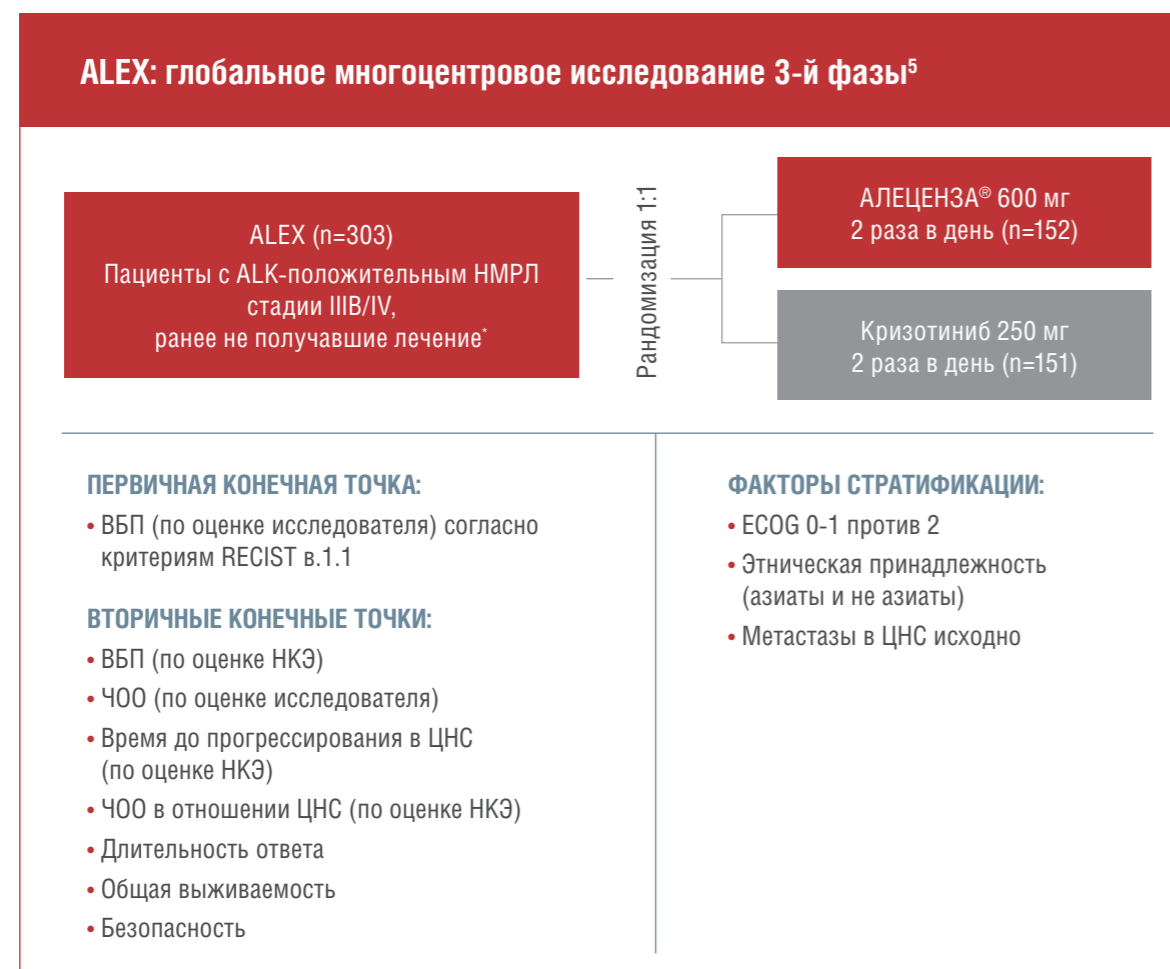 ALEX: глобальное многоцентровое исследование 3-й фазы⁵
ALEX (n=303)
Пациенты с ALK-положительным НМРЛ
стадии IIIB/IV,
ранее не получавшие лечение*
Рандомизация 1:1
АЛЕЦЕНЗА® 600 мг
2 раза в день (n=152)
Кризотиниб 250 мг
2 раза в день (n=151)
ПЕРВИЧНАЯ КОНЕЧНАЯ ТОЧКА:
• ВБП (по оценке исследователя) согласно
критериям RECIST в.1.1
ВТОРИЧНЫЕ КОНЕЧНЫЕ ТОЧКИ:
• ВБП (по оценке НКЭ)
• ЧОО (по оценке исследователя)
• Время до прогрессирования в ЦНС
(по оценке НКЭ)
• ЧОО в отношении ЦНС (по оценке НКЭ)
• Длительность ответа
• Общая выживаемость
• Безопасность
ФАКТОРЫ СТРАТИФИКАЦИИ:
• ECOG 0-1 против 2
• Этническая принадлежность
(азиаты и не азиаты)
• Метастазы в ЦНС исходно